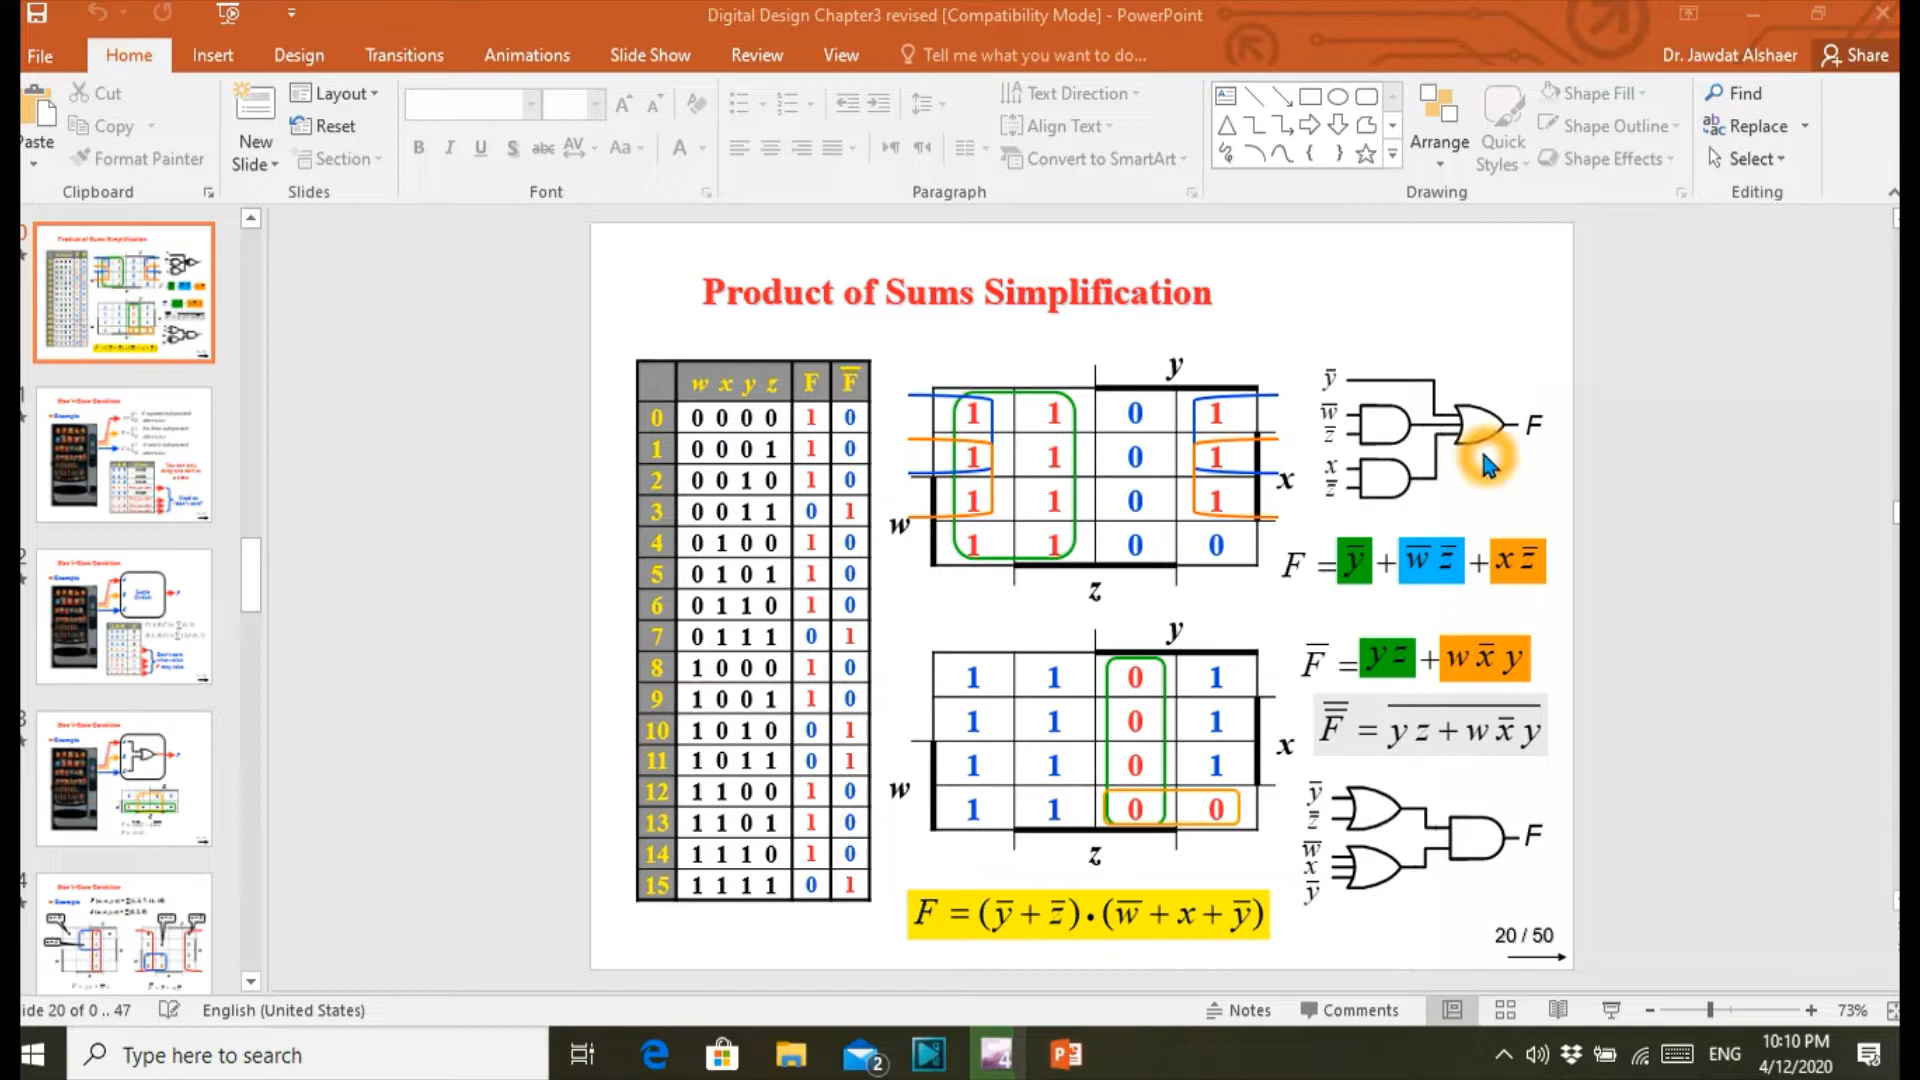 Digital Design Chapter3 revised [Compatibility Mode] - PowerPoint
File Home Insert Design Transitions Animations Slide Show Review View Tell me what you want to do... Dr. Jawdat Alshaer Share
Cut Layout Text Direction Shape Fill Find
Copy Reset Align Text Shape Outline Replace
Paste Format Painter New Slide Section B I U S abc AV Aa A Convert to SmartArt Arrange Quick Styles Shape Effects Select
Clipboard Slides Font Paragraph Drawing Editing
Product of Sums Simplification
w x y z F F̅
0 0 0 0 0 1 0
1 0 0 0 1 1 0
2 0 0 1 0 1 0
3 0 0 1 1 0 1
4 0 1 0 0 1 0
5 0 1 0 1 1 0
6 0 1 1 0 1 0
7 0 1 1 1 0 1
8 1 0 0 0 1 0
9 1 0 0 1 1 0
10 1 0 1 0 0 1
11 1 0 1 1 0 1
12 1 1 0 0 1 0
13 1 1 0 1 1 0
14 1 1 1 0 1 0
15 1 1 1 1 0 1
y
1 1 0 1
1 1 0 1
x
1 1 0 1
w
1 1 0 0
z
y
1 1 0 1
1 1 0 1
x
1 1 0 1
w
1 1 0 0
z
F = (y̅ + z̅) • (w̅ + x + y̅)
y̅
w̅
z̅
x
z̅
F
F = y̅ + w̅ z̅ + x z̅
F̅ = y z + w x̅ y
F̿ = y̅ ̅z̅ ̅+̅ ̅w̅ ̅x̿ ̅y̅
y̅
z̅
w̅
x
y̅
F
20 / 50
ide 20 of 0 .. 47 English (United States) Notes Comments 73%
Type here to search 2 4 ENG 10:10 PM
4/12/2020